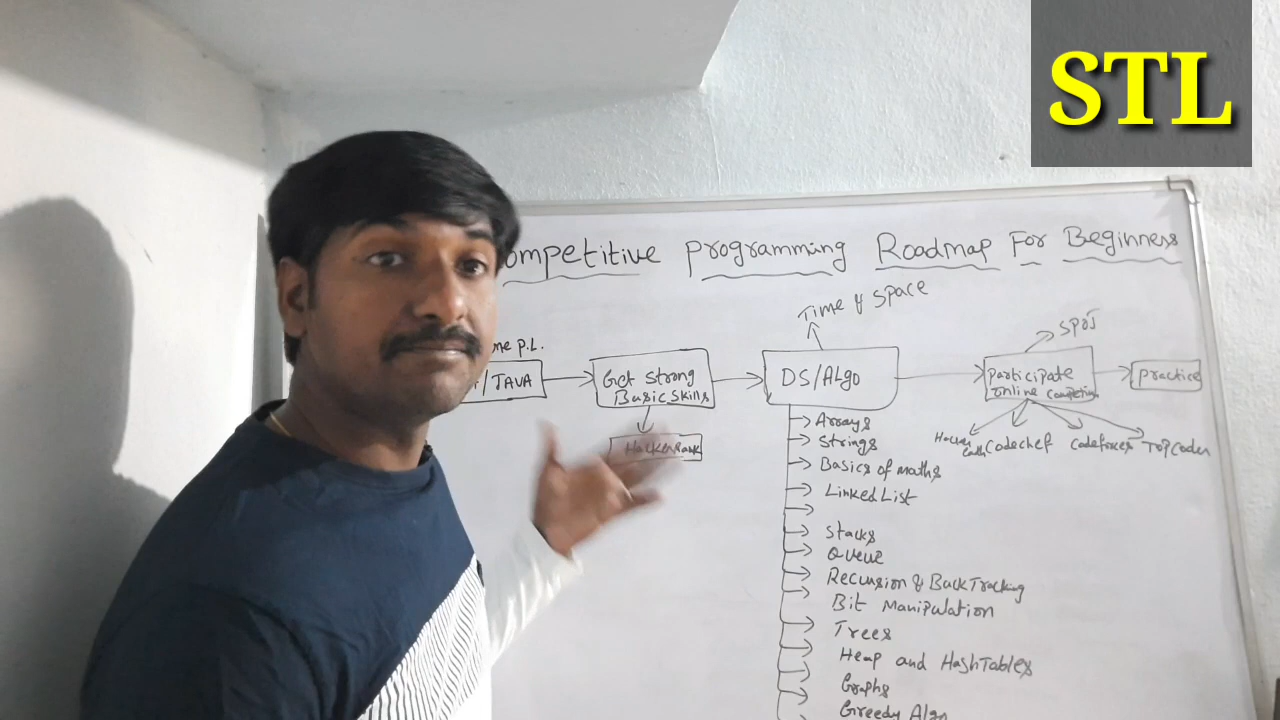 STL
ompetitive programming Roadmap For Beginners
Time & Space
SPOJ
me P.L.
/JAVA
Get Strong
Basic Skills
DS/Algo
Participate
online
practice
HackerRank
Arrays
Strings
Basics of maths
Linked List
Stacks
Queue
Recursion & BackTracking
Bit Manipulation
Trees
Heap and HashTables
Graphs
Greedy Algo
Codechef
Codeforces
TopCoder